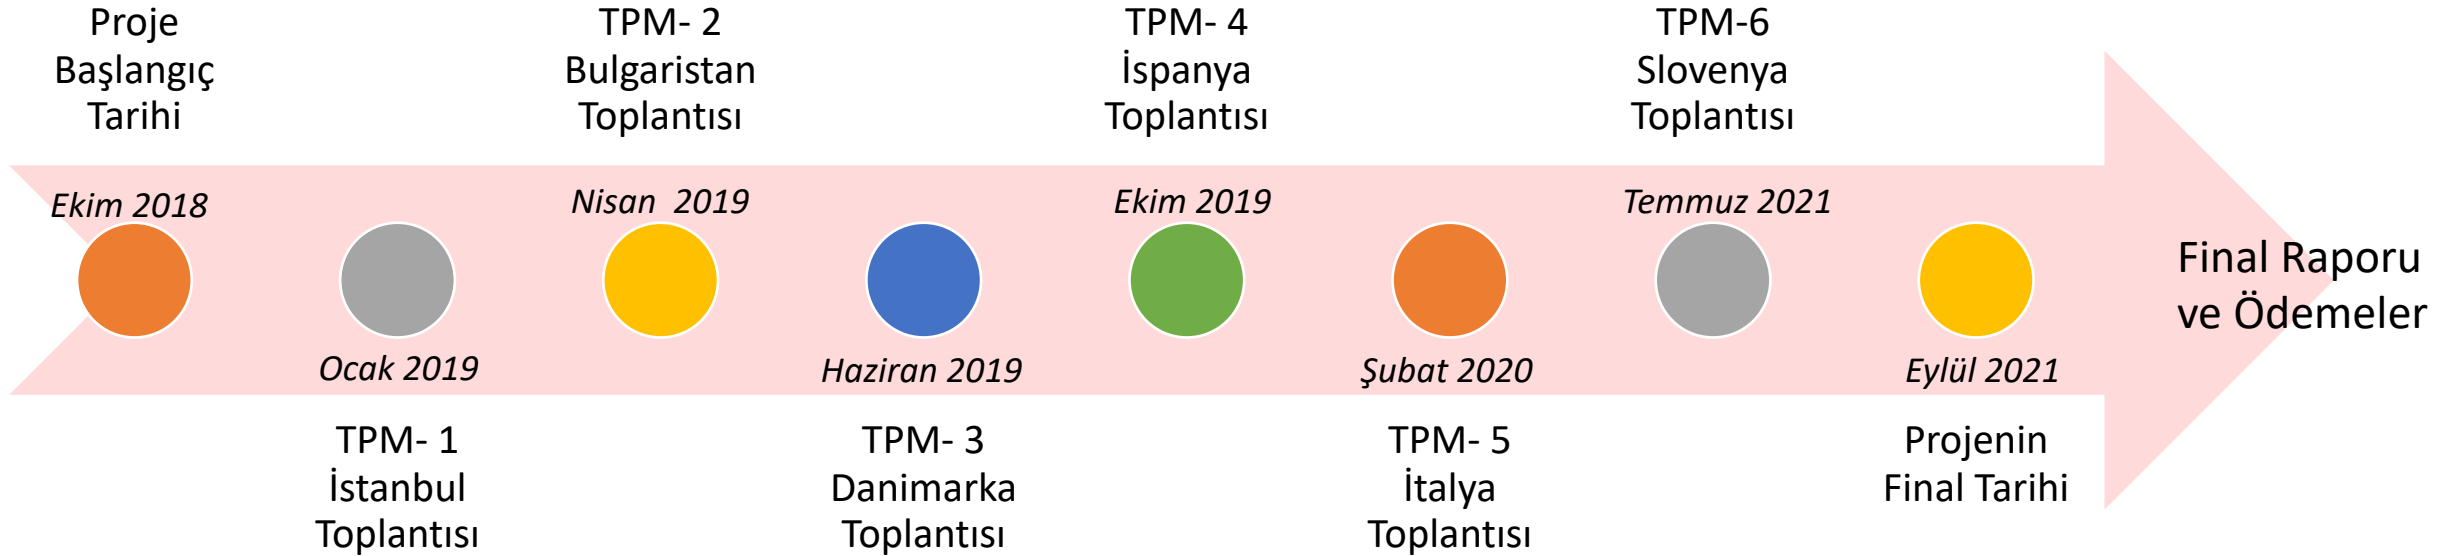 Proje
Başlangıç
Tarihi
Ekim 2018
Ocak 2019
TPM- 1
İstanbul
Toplantısı
TPM- 2
Bulgaristan
Toplantısı
Nisan  2019
Haziran 2019
TPM- 3
Danimarka
Toplantısı
TPM- 4
İspanya
Toplantısı
Ekim 2019
Şubat 2020
TPM- 5
İtalya
Toplantısı
TPM-6
Slovenya
Toplantısı
Temmuz 2021
Eylül 2021
Projenin
Final Tarihi
Final Raporu
ve Ödemeler